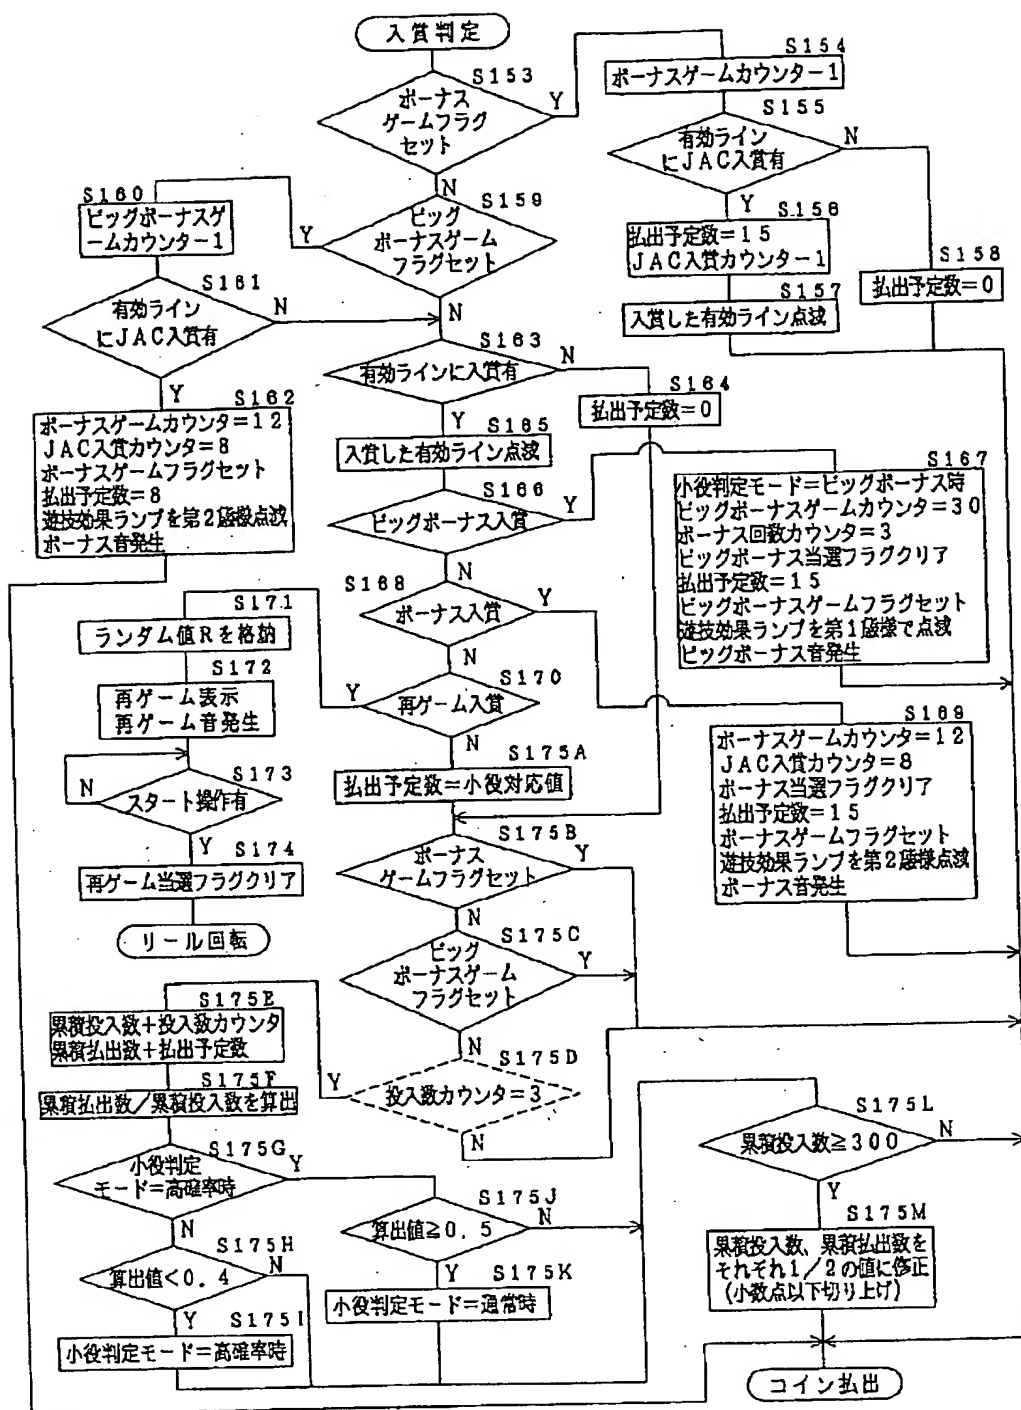 入賞判定
S153
ボーナス
ゲームフラグ
セット
Y
N
S154
ボーナスゲームカウンター1
S155
有効ライン
にJAC入賞有
N
Y
S156
払出予定数=15
JAC入賞カウンター1
S157
入賞した有効ライン点滅
S158
払出予定数=0
S159
ビッグ
ボーナスゲーム
フラグセット
Y
N
S160
ビッグボーナスゲ
ームカウンター1
S161
有効ライン
にJAC入賞有
N
Y
S162
ボーナスゲームカウンタ=12
JAC入賞カウンタ=8
ボーナスゲームフラグセット
払出予定数=8
遊技効果ランプを第2態様点滅
ボーナス音発生
S163
有効ラインに入賞有
N
Y
S164
払出予定数=0
S165
入賞した有効ライン点滅
S166
ビッグボーナス入賞
Y
N
S167
小役判定モード=ビッグボーナス時
ビッグボーナスゲームカウンター=30
ボーナス回数カウンター=3
ビッグボーナス当選フラグクリア
払出予定数=15
ビッグボーナスゲームフラグセット
遊技効果ランプを第1態様で点滅
ビッグボーナス音発生
S168
ボーナス入賞
Y
N
S169
ボーナスゲームカウンタ=12
JAC入賞カウンタ=8
ボーナス当選フラグクリア
払出予定数=15
ボーナスゲームフラグセット
遊技効果ランプを第2態様点滅
ボーナス音発生
S170
再ゲーム入賞
Y
N
S171
ランダム値Rを格納
S172
再ゲーム表示
再ゲーム音発生
S173
スタート操作有
N
Y
S174
再ゲーム当選フラグクリア
リール回転
S175A
払出予定数=小役対応値
S175B
ボーナス
ゲームフラグセット
Y
N
S175C
ビッグ
ボーナスゲーム
フラグセット
Y
N
S175D
投入数カウンタ=3
Y
N
S175E
累積投入数+投入数カウンタ
累積払出数+払出予定数
S175F
累積払出数/累積投入数を算出
S175G
小役判定
モード=高確率時
Y
N
S175H
算出値<0.4
N
Y
S175I
小役判定モード=高確率時
S175J
算出値≧0.5
N
Y
S175K
小役判定モード=通常時
S175L
累積投入数≧300
N
Y
S175M
累積投入数、累積払出数を
それぞれ1/2の値に修正
(小数点以下切り上げ)
コイン払出